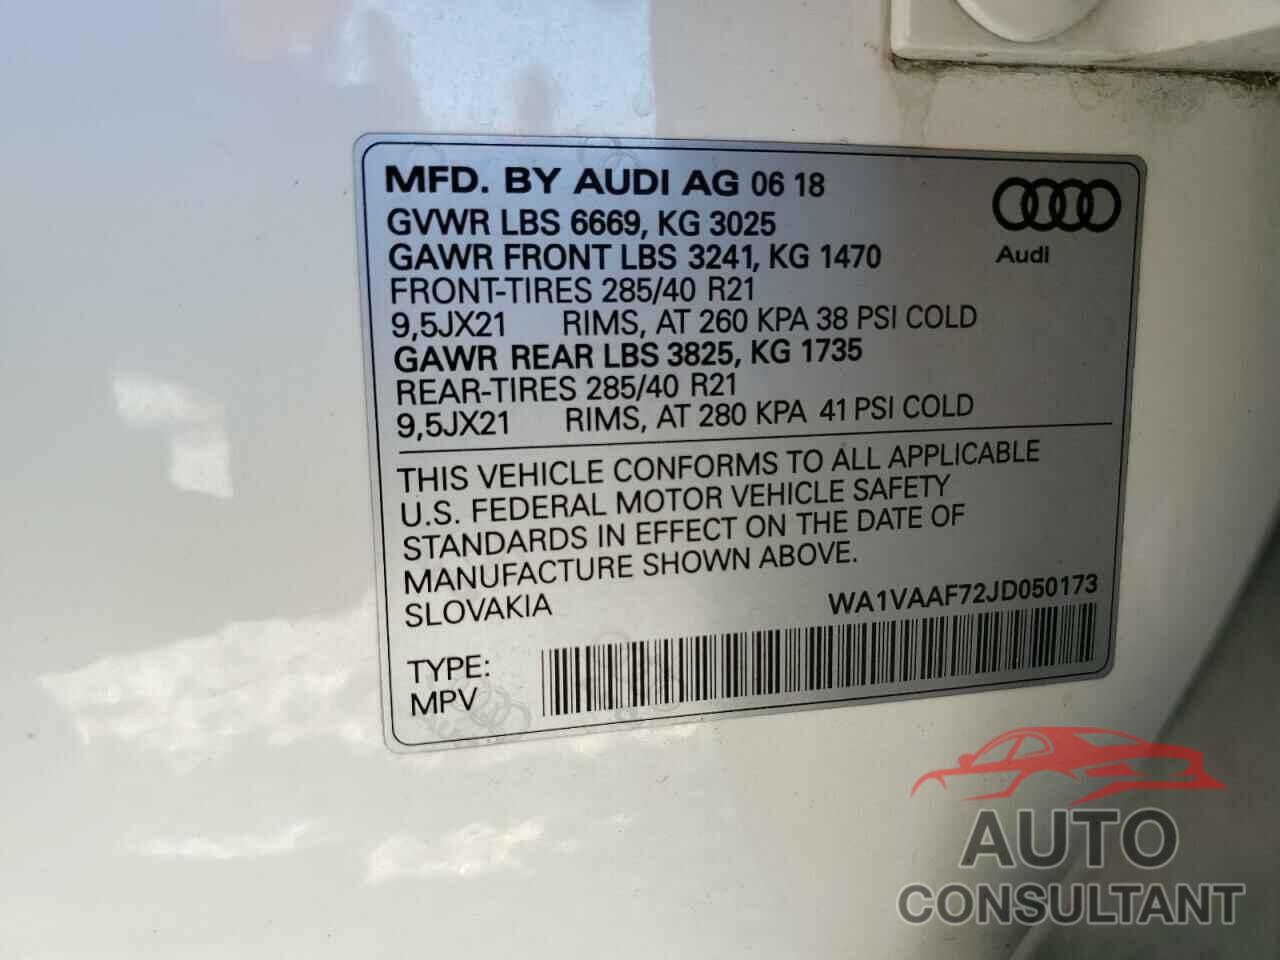 MFD. BY AUDI AG 06 18
GVWR LBS 6669, KG 3025
GAWR FRONT LBS 3241, KG 1470
FRONT-TIRES 285/40 R21
9,5JX21 RIMS, AT 260 KPA 38 PSI COLD
GAWR REAR LBS 3825, KG 1735
REAR-TIRES 285/40 R21
9,5JX21 RIMS, AT 280 KPA 41 PSI COLD
Audi
THIS VEHICLE CONFORMS TO ALL APPLICABLE
U.S. FEDERAL MOTOR VEHICLE SAFETY
STANDARDS IN EFFECT ON THE DATE OF
MANUFACTURE SHOWN ABOVE.
SLOVAKIA
WA1VAAF72JD050173
TYPE:
MPV
AUTO
CONSULTANT